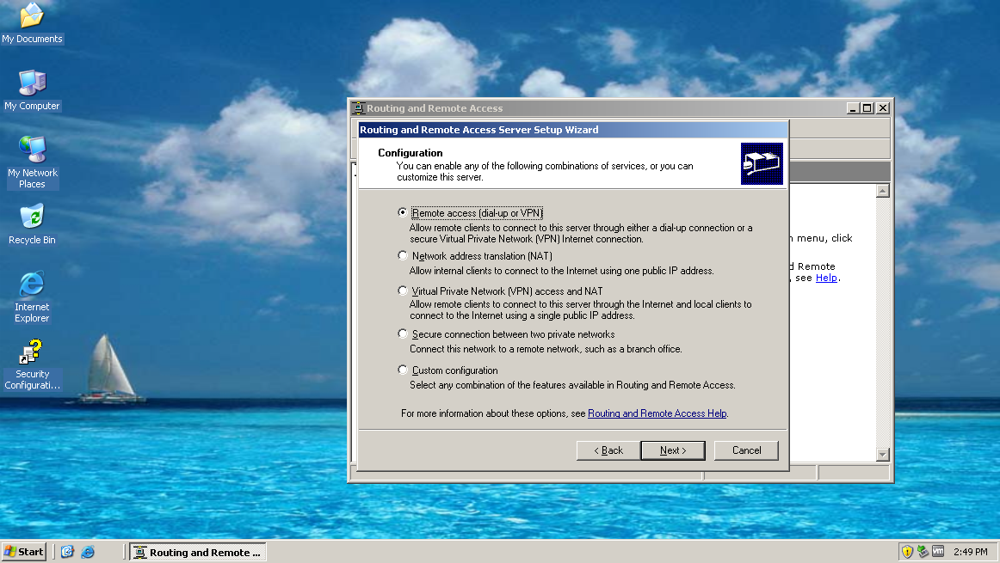 My Documents
My Computer
My Network
Places
Recycle Bin
Internet
Explorer
Security
Configurati...
Routing and Remote Access
Routing and Remote Access Server Setup Wizard
Configuration
You can enable any of the following combinations of services, or you can
customize this server.
Remote access (dial-up or VPN)
Allow remote clients to connect to this server through either a dial-up connection or a
secure Virtual Private Network (VPN) Internet connection.
Network address translation (NAT)
Allow internal clients to connect to the Internet using one public IP address.
Virtual Private Network (VPN) access and NAT
Allow remote clients to connect to this server through the Internet and local clients to
connect to the Internet using a single public IP address.
Secure connection between two private networks
Connect this network to a remote network, such as a branch office.
Custom configuration
Select any combination of the features available in Routing and Remote Access.
For more information about these options, see Routing and Remote Access Help.
< Back
Next >
Cancel
menu, click
Remote
, see Help.
Start
Routing and Remote ...
vm
2:49 PM